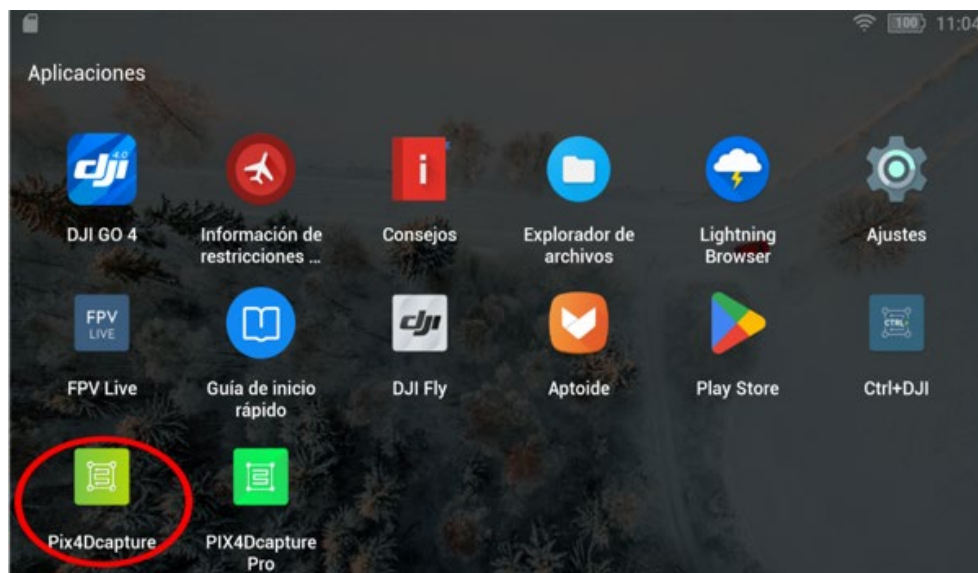 100 11:04
Aplicaciones
dji 4.0
i
DJI GO 4
Información de
restricciones ...
Consejos
Explorador de
archivos
Lightning
Browser
Ajustes
FPV
LIVE
dji
CTRL+
FPV Live
Guía de inicio
rápido
DJI Fly
Aptoide
Play Store
Ctrl+DJI
Pix4Dcapture
PIX4Dcapture
Pro